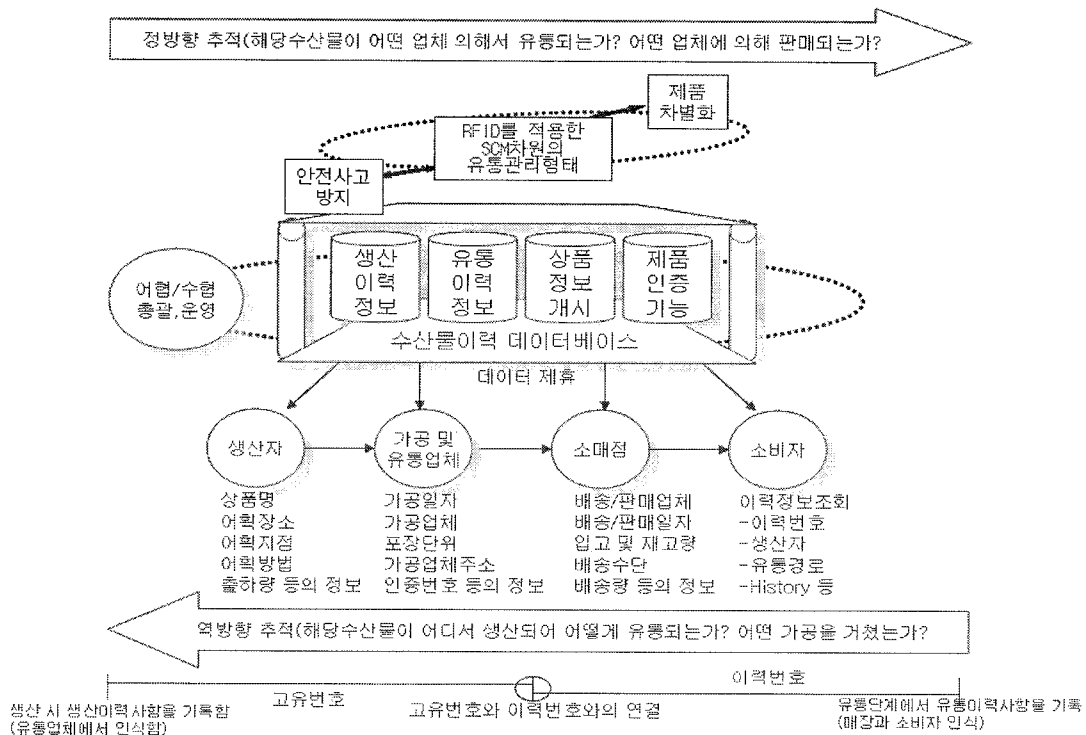 정방향 추적(해당수산물이 어떤 업체 의해서 유통되는가? 어떤 업체에 의해 판매되는가?
제품
차별화
RFID를 적용한
SCM차원의
유통관리형태
안전사고
방지
생산
이력
정보
유통
이력
정보
상품
정보
개시
제품
인증
기능
어협/수협
총괄,운영
수산물이력 데이터베이스
데이터 제휴
생산자
가공 및
유통업체
소매점
소비자
상품명
어획장소
어획지점
어획방법
출하량 등의 정보
가공일자
가공업체
포장단위
가공업체주소
인증번호 등의 정보
배송/판매업체
배송/판매일자
입고 및 재고량
배송수단
배송량 등의 정보
이력정보조회
-이력번호
-생산자
-유통경로
-History 등
역방향 추적(해당수산물이 어디서 생산되어 어떻게 유통되는가? 어떤 가공을 거쳤는가?
고유번호
이력번호
고유번호와 이력번호와의 연결
생산 시 생산이력사항을 기록함
(유통업체에서 인식함)
유통단계에서 유통이력사항을 기록
(매장과 소비자 인식)